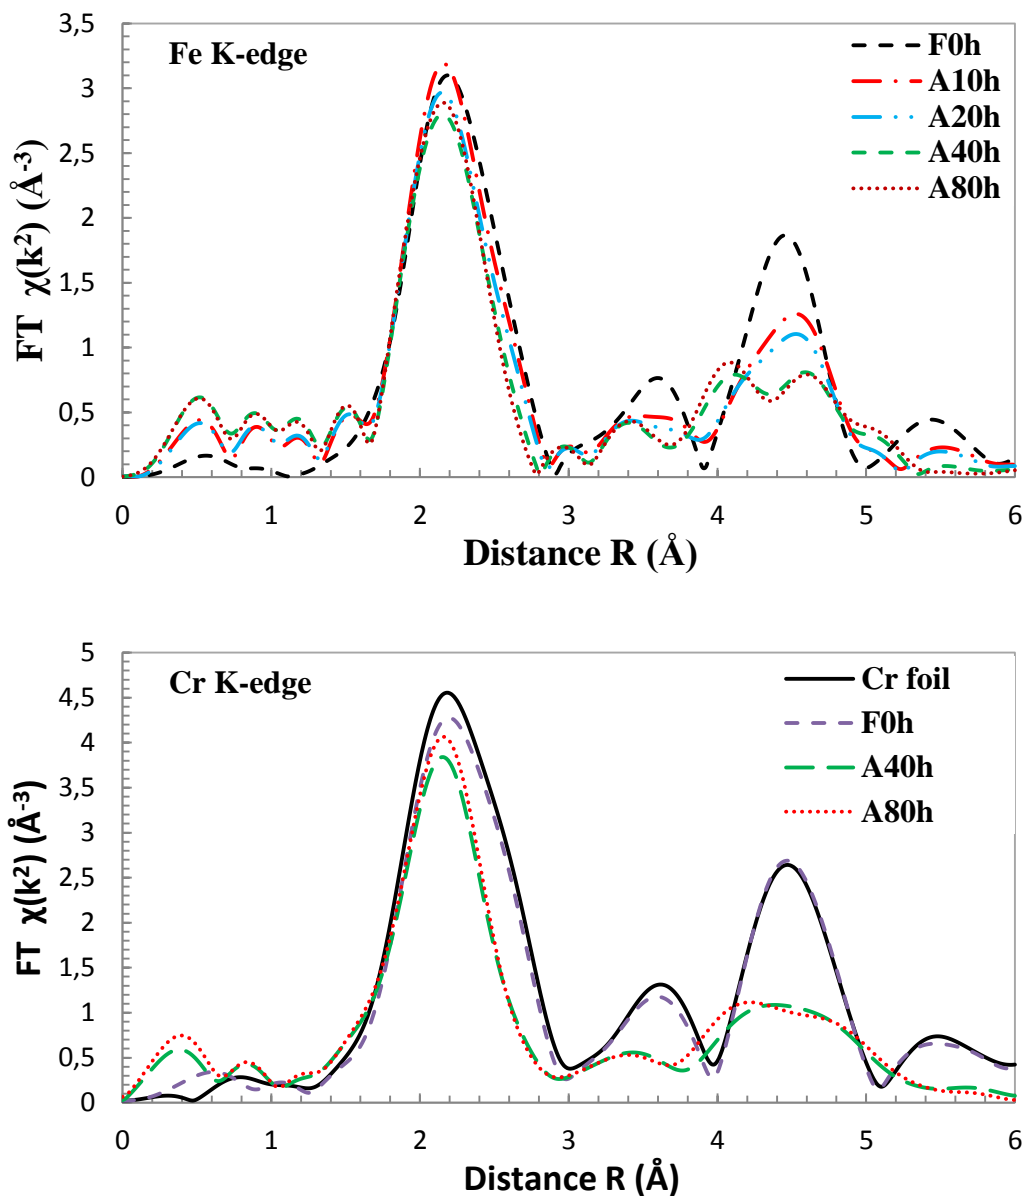 3,5
3
2,5
2
1,5
1
0,5
0
FT χ(k²) (Å⁻³)
Fe K-edge
F0h
A10h
A20h
A40h
A80h
0 1 2 3 4 5 6
Distance R (Å)
5
4,5
4
3,5
3
2,5
2
1,5
1
0,5
0
FT χ(k²) (Å⁻³)
Cr K-edge
Cr foil
F0h
A40h
A80h
0 1 2 3 4 5 6
Distance R (Å)